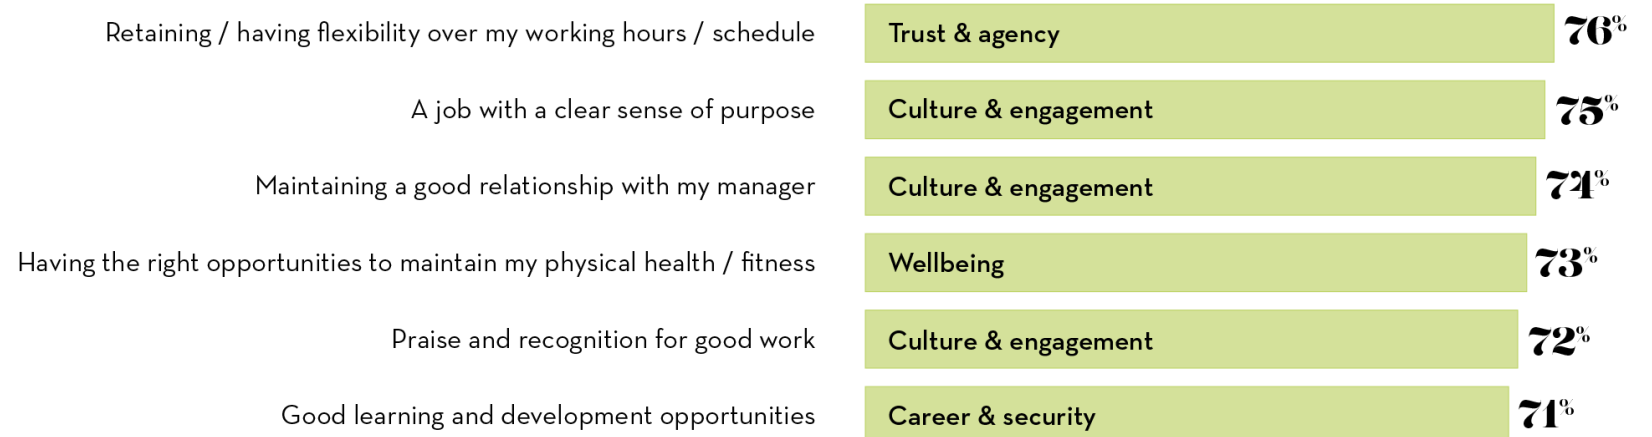 Retaining / having flexibility over my working hours / schedule Trust & agency 76%
A job with a clear sense of purpose Culture & engagement 75%
Maintaining a good relationship with my manager Culture & engagement 74%
Having the right opportunities to maintain my physical health / fitness Wellbeing 73%
Praise and recognition for good work Culture & engagement 72%
Good learning and development opportunities Career & security 71%